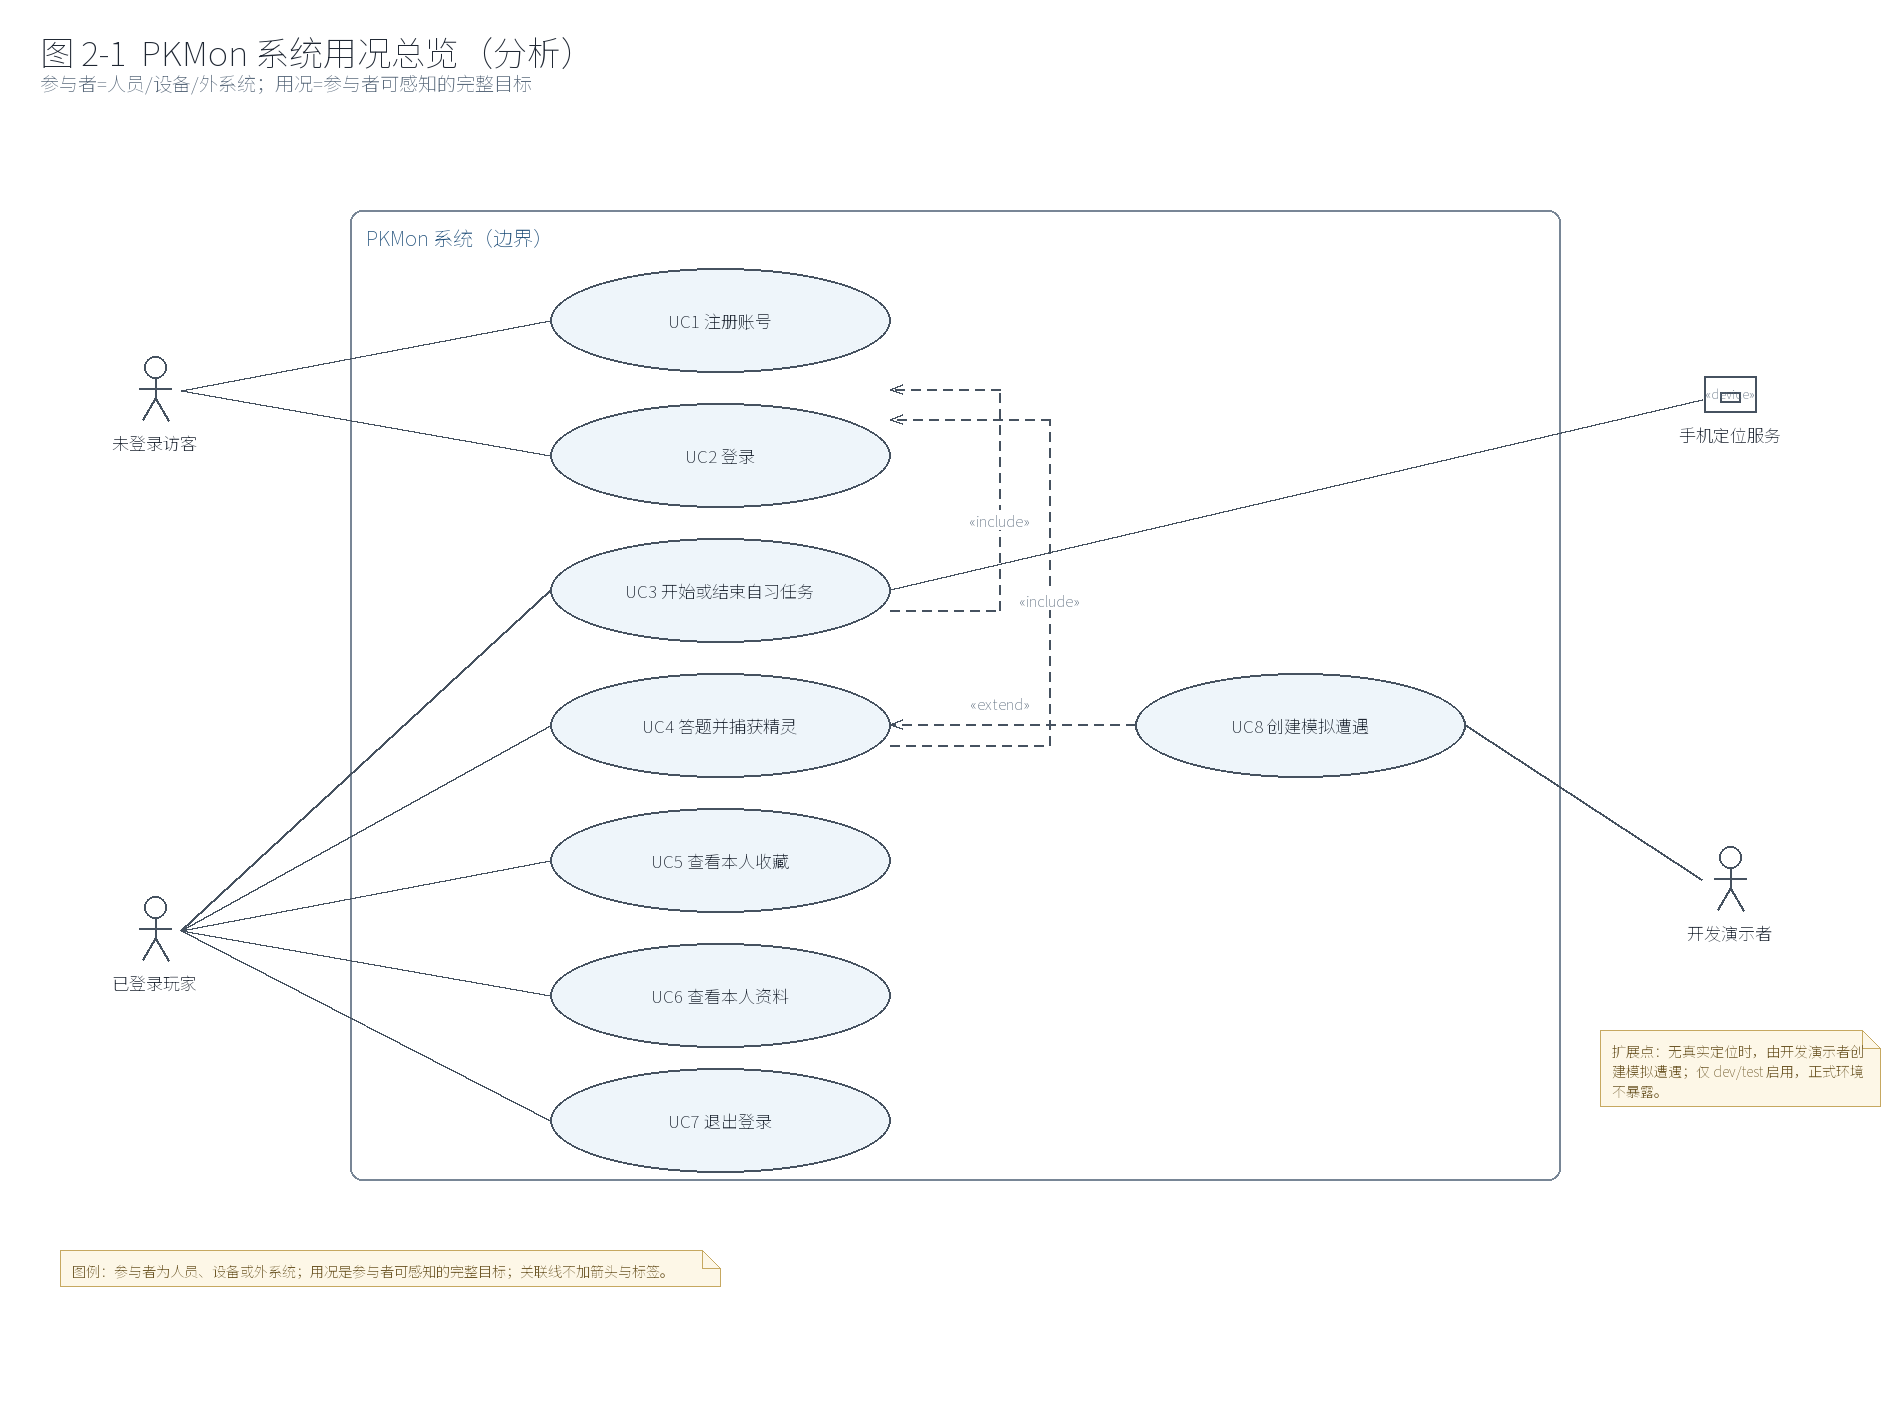 图 2-1 PKMon 系统用况总览（分析）
参与者=人员/设备/外系统；用况=参与者可感知的完整目标
PKMon 系统（边界）
UC1 注册账号
未登录访客
«device»
手机定位服务
UC2 登录
«include»
UC3 开始或结束自习任务
«include»
«extend»
UC4 答题并捕获精灵
UC8 创建模拟遭遇
UC5 查看本人收藏
开发演示者
已登录玩家
UC6 查看本人资料
扩展点：无真实定位时，由开发演示者创
建模拟遭遇；仅 dev/test 启用，正式环境
不暴露。
UC7 退出登录
图例：参与者为人员、设备或外系统；用况是参与者可感知的完整目标；关联线不加箭头与标签。